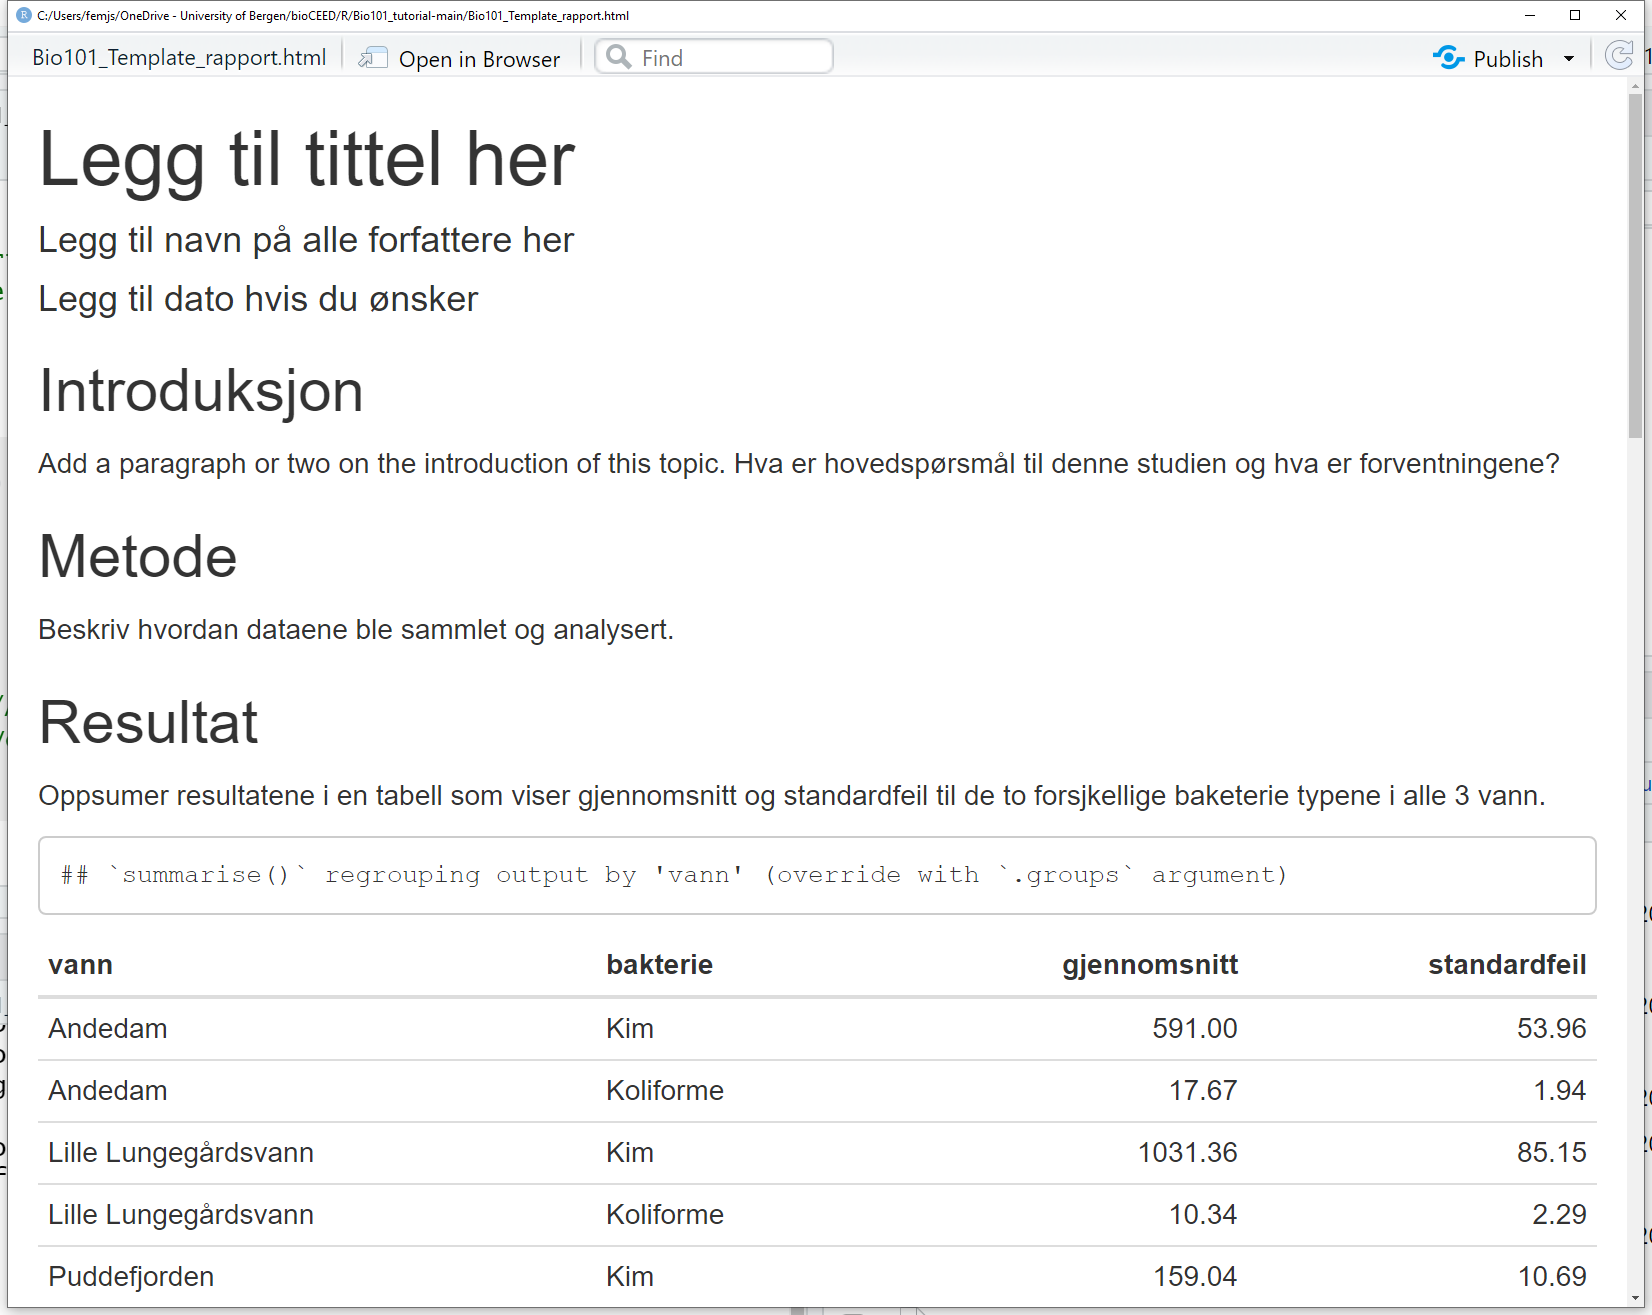 C:/Users/femjs/OneDrive - University of Bergen/bioCEED/R/Bio101_tutorial-main/Bio101_Template_rapport.html
Bio101_Template_rapport.html Open in Browser Find Publish
Legg til tittel her
Legg til navn på alle forfattere her
Legg til dato hvis du ønsker
Introduksjon
Add a paragraph or two on the introduction of this topic. Hva er hovedspørsmål til denne studien og hva er forventningene?
Metode
Beskriv hvordan dataene ble sammlet og analysert.
Resultat
Oppsumer resultatene i en tabell som viser gjennomsnitt og standardfeil til de to forsjkellige baketerie typene i alle 3 vann.
## `summarise()` regrouping output by 'vann' (override with `.groups` argument)
vann bakterie gjennomsnitt standardfeil
Andedam Kim 591.00 53.96
Andedam Koliforme 17.67 1.94
Lille Lungegårdsvann Kim 1031.36 85.15
Lille Lungegårdsvann Koliforme 10.34 2.29
Puddefjorden Kim 159.04 10.69